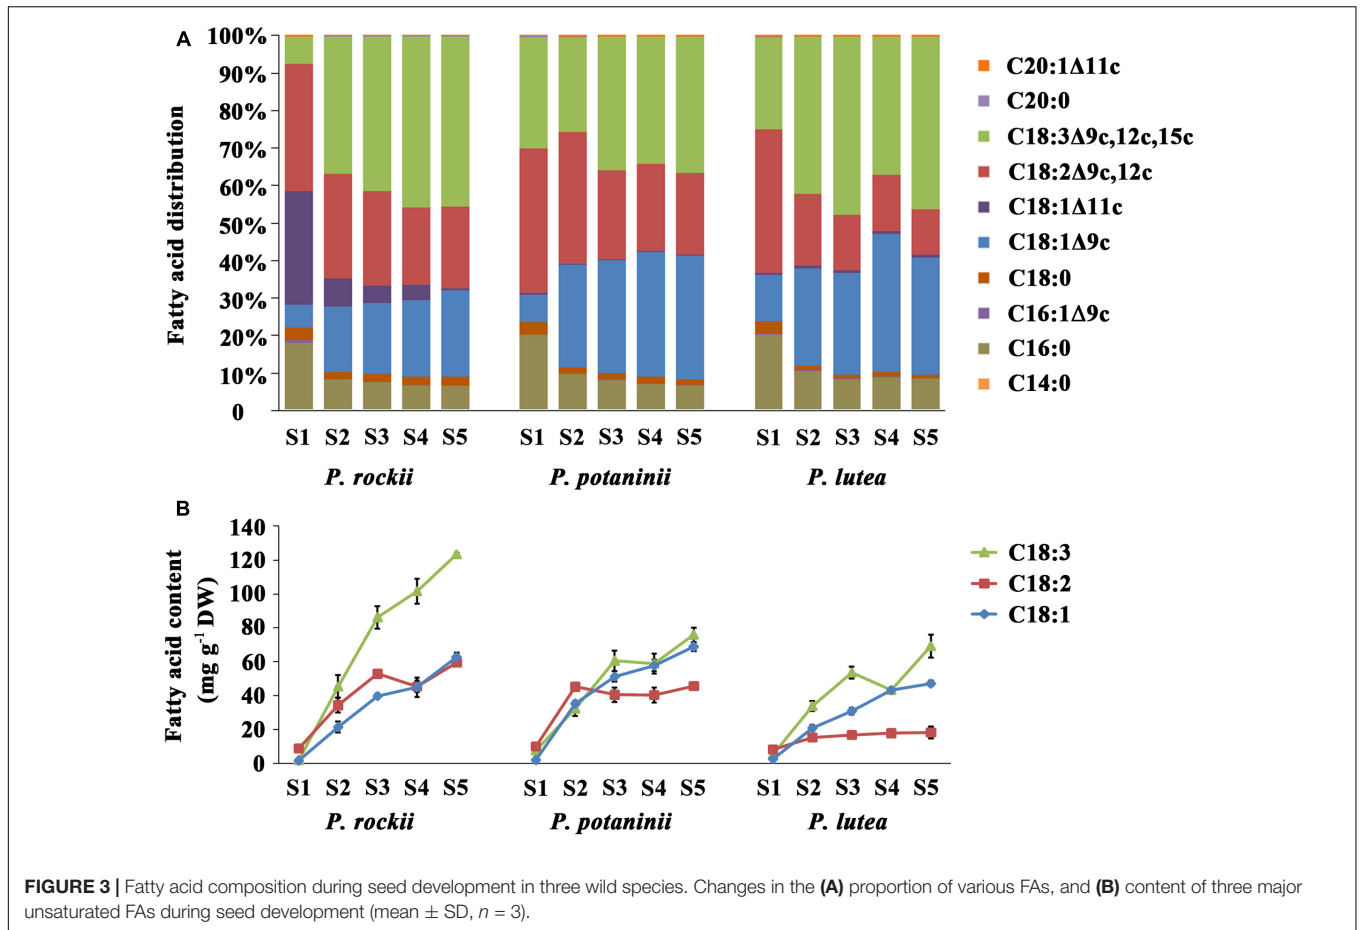 A
100%
90%
80%
70%
60%
50%
40%
30%
20%
10%
0
Fatty acid distribution
S1 S2 S3 S4 S5 S1 S2 S3 S4 S5 S1 S2 S3 S4 S5
P. rockii P. potaninii P. lutea
C20:1Δ11c
C20:0
C18:3Δ9c,12c,15c
C18:2Δ9c,12c
C18:1Δ11c
C18:1Δ9c
C18:0
C16:1Δ9c
C16:0
C14:0
B
140
120
100
80
60
40
20
0
Fatty acid content
(mg g⁻¹ DW)
S1 S2 S3 S4 S5 S1 S2 S3 S4 S5 S1 S2 S3 S4 S5
P. rockii P. potaninii P. lutea
C18:3
C18:2
C18:1
FIGURE 3 | Fatty acid composition during seed development in three wild species. Changes in the (A) proportion of various FAs, and (B) content of three major
unsaturated FAs during seed development (mean ± SD, n = 3).